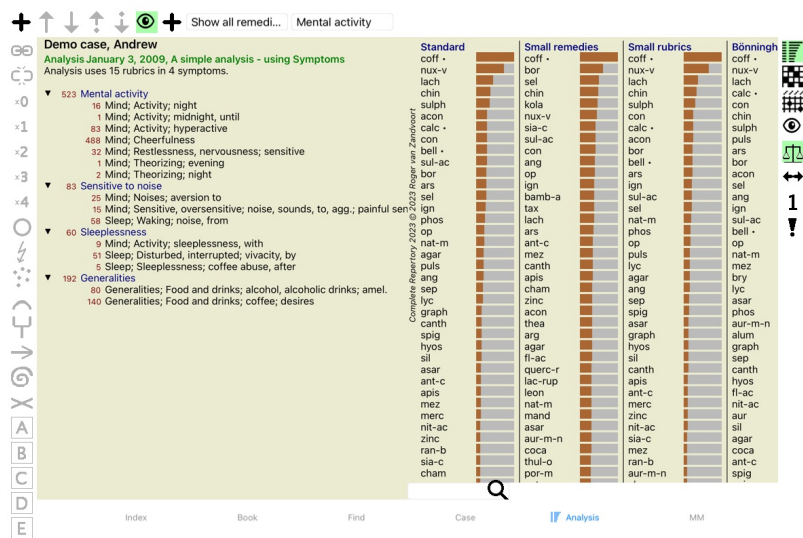 Show all remedi... Mental activity
Demo case, Andrew
Analysis January 3, 2009, A simple analysis - using Symptoms
Analysis uses 15 rubrics in 4 symptoms.
▼ 523 Mental activity
16 Mind; Activity; night
1 Mind; Activity; midnight, until
83 Mind; Activity; hyperactive
488 Mind; Cheerfulness
32 Mind; Restlessness, nervousness; sensitive
1 Mind; Theorizing; evening
2 Mind; Theorizing; night
▼ 83 Sensitive to noise
25 Mind; Noises; aversion to
15 Mind; Sensitive, oversensitive; noise, sounds, to, agg.; painful sen
58 Sleep; Waking; noise, from
▼ 60 Sleeplessness
9 Mind; Activity; sleeplessness, with
51 Sleep; Disturbed, interrupted; vivacity, by
5 Sleep; Sleeplessness; coffee abuse, after
▼ 192 Generalities
80 Generalities; Food and drinks; alcohol, alcoholic drinks; amel.
140 Generalities; Food and drinks; coffee; desires
x0
x1
x2
x3
x4
A
B
C
D
E
Complete Repertory 2023 © 2023 Roger van Zandvoort
Standard
coff •
nux-v
lach
chin
sulph
acon
calc •
con
bell •
sul-ac
bor
ars
sel
ign
phos
op
nat-m
agar
puls
ang
sep
lyc
graph
canth
spig
hyos
sil
asar
ant-c
apis
mez
merc
nit-ac
zinc
ran-b
sia-c
cham
Small remedies
coff •
bor
sel
chin
kola
nux-v
sia-c
sul-ac
con
ang
op
ign
bamb-a
tax
lach
ars
ant-c
mez
canth
apis
cham
zinc
acon
thea
arg
agar
fl-ac
querc-r
lac-rup
leon
nat-m
mand
asar
aur-m-n
coca
thul-o
por-m
Small rubrics
coff •
nux-v
lach
chin
sulph
con
calc •
acon
bor
bell •
ars
ign
sul-ac
sel
nat-m
phos
op
puls
lyc
agar
ang
sep
spig
asar
graph
hyos
sil
canth
apis
ant-c
merc
zinc
nit-ac
sia-c
mez
ran-b
aur-m-n
Bönningh
coff •
nux-v
lach
calc •
con
chin
sulph
puls
ars
bor
acon
sel
ang
ign
sul-ac
bell •
op
nat-m
mez
bry
lyc
asar
phos
aur-m-n
alum
graph
sep
canth
hyos
fl-ac
nit-ac
aur
sil
agar
coca
ant-c
spig
1
Index Book Find Case Analysis MM